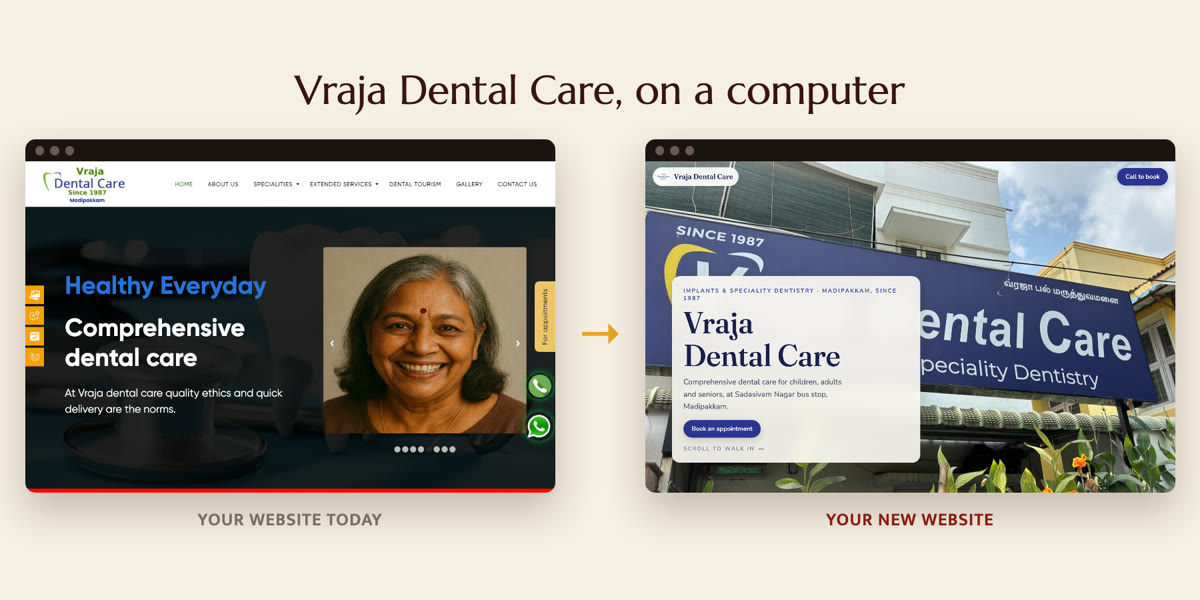 Vraja Dental Care, on a computer
Vraja
Dental Care
Since 1987
Madipakkam
HOME
ABOUT US
SPECIALITIES
EXTENDED SERVICES
DENTAL TOURISM
GALLERY
CONTACT US
Healthy Everyday
Comprehensive
dental care
At Vraja dental care quality ethics and quick
delivery are the norms.
For appointments
YOUR WEBSITE TODAY
Vraja Dental Care
Call to book
SINCE 1987
வ்ரஜா பல் மருத்துவமனை
ental Care
peciality Dentistry
IMPLANTS & SPECIALITY DENTISTRY · MADIPAKKAM, SINCE
1987
Vraja
Dental Care
Comprehensive dental care for children, adults
and seniors, at Sadasivam Nagar bus stop,
Madipakkam.
Book an appointment
SCROLL TO WALK IN —
YOUR NEW WEBSITE